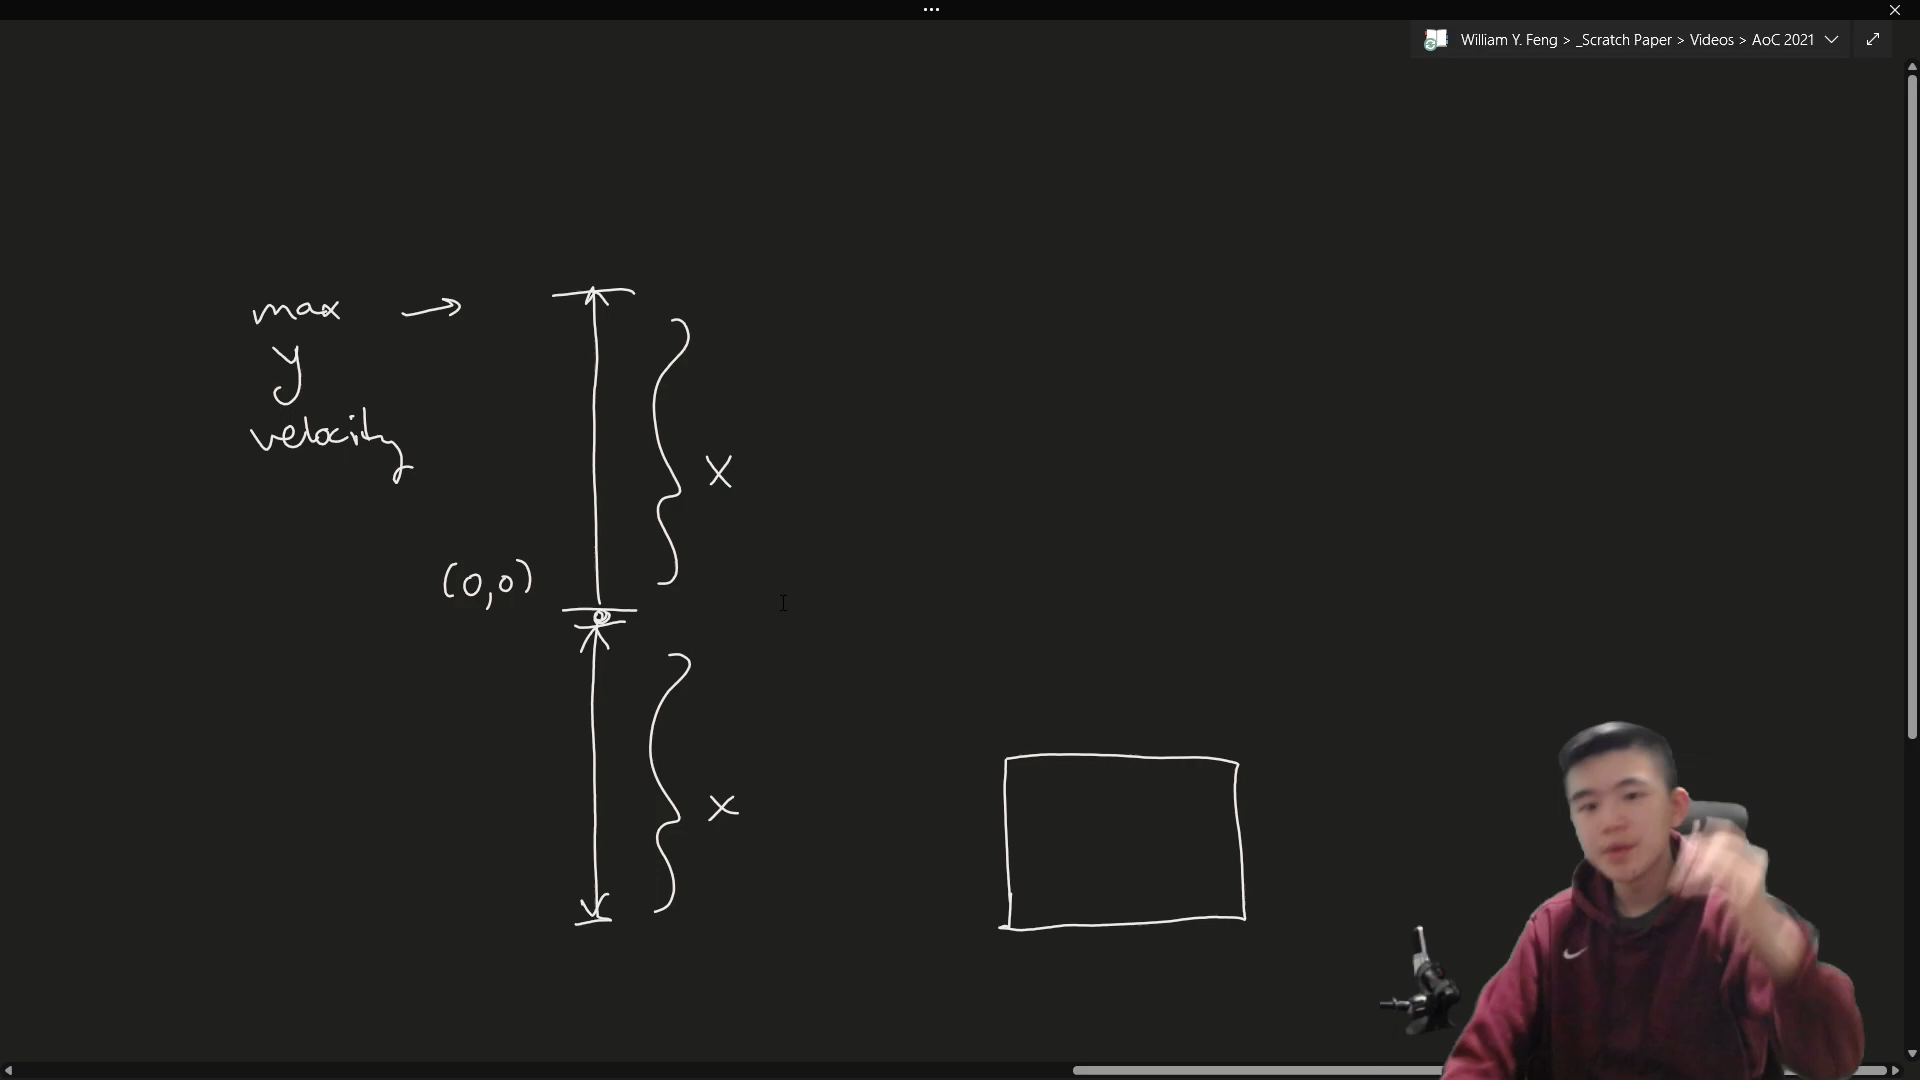 William Y. Feng > _Scratch Paper > Videos > AoC 2021
max →
y
velocity
X
(0,0)
x